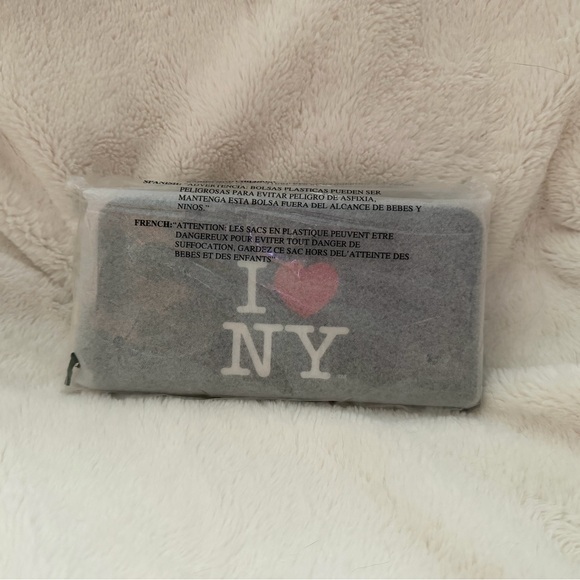 SPANISH: "ADVERTENCIA: BOLSAS PLASTICAS PUEDEN SER
PELIGROSAS PARA EVITAR PELIGRO DE ASFIXIA,
MANTENGA ESTA BOLSA FUERA DEL ALCANCE DE BEBES Y
NINOS."
FRENCH: "ATTENTION: LES SACS EN PLASTIQUE PEUVENT ETRE
DANGEREUX POUR EVITER TOUT DANGER DE
SUFFOCATION, GARDEZ CE SAC HORS DEL'ATTEINTE DES
BEBES ET DES ENFANTS"
I ❤
NY